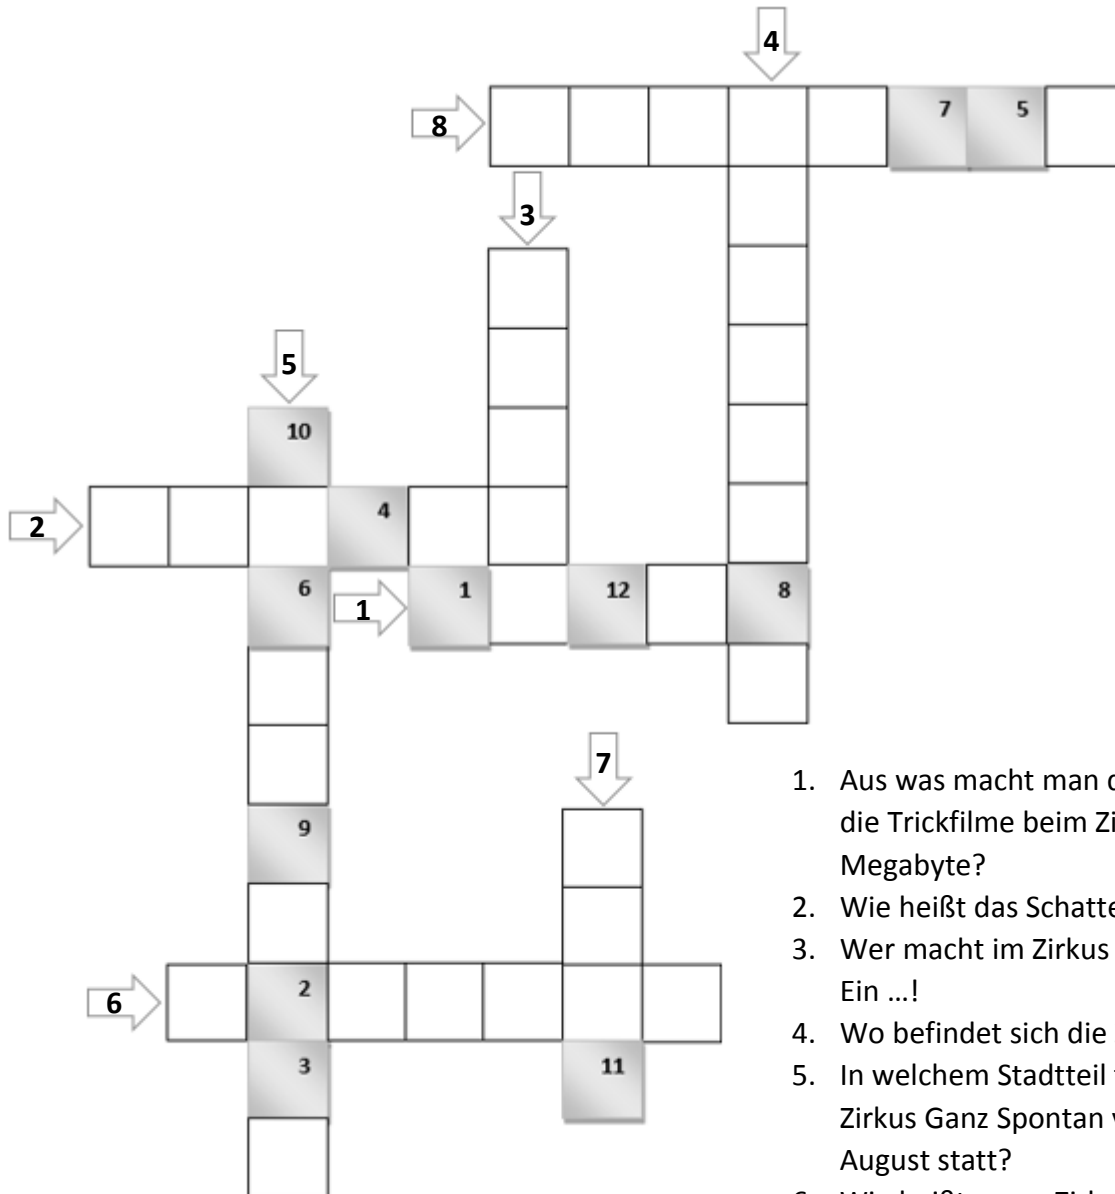 4
8 7 5
3
5
10
2 4
6 1 1 12 8
7
1. Aus was macht man d
die Trickfilme beim Zi
Megabyte?
9
2. Wie heißt das Schatte
3. Wer macht im Zirkus
Ein ...!
6 2
4. Wo befindet sich die
3 11
5. In welchem Stadtteil
Zirkus Ganz Spontan
August statt?